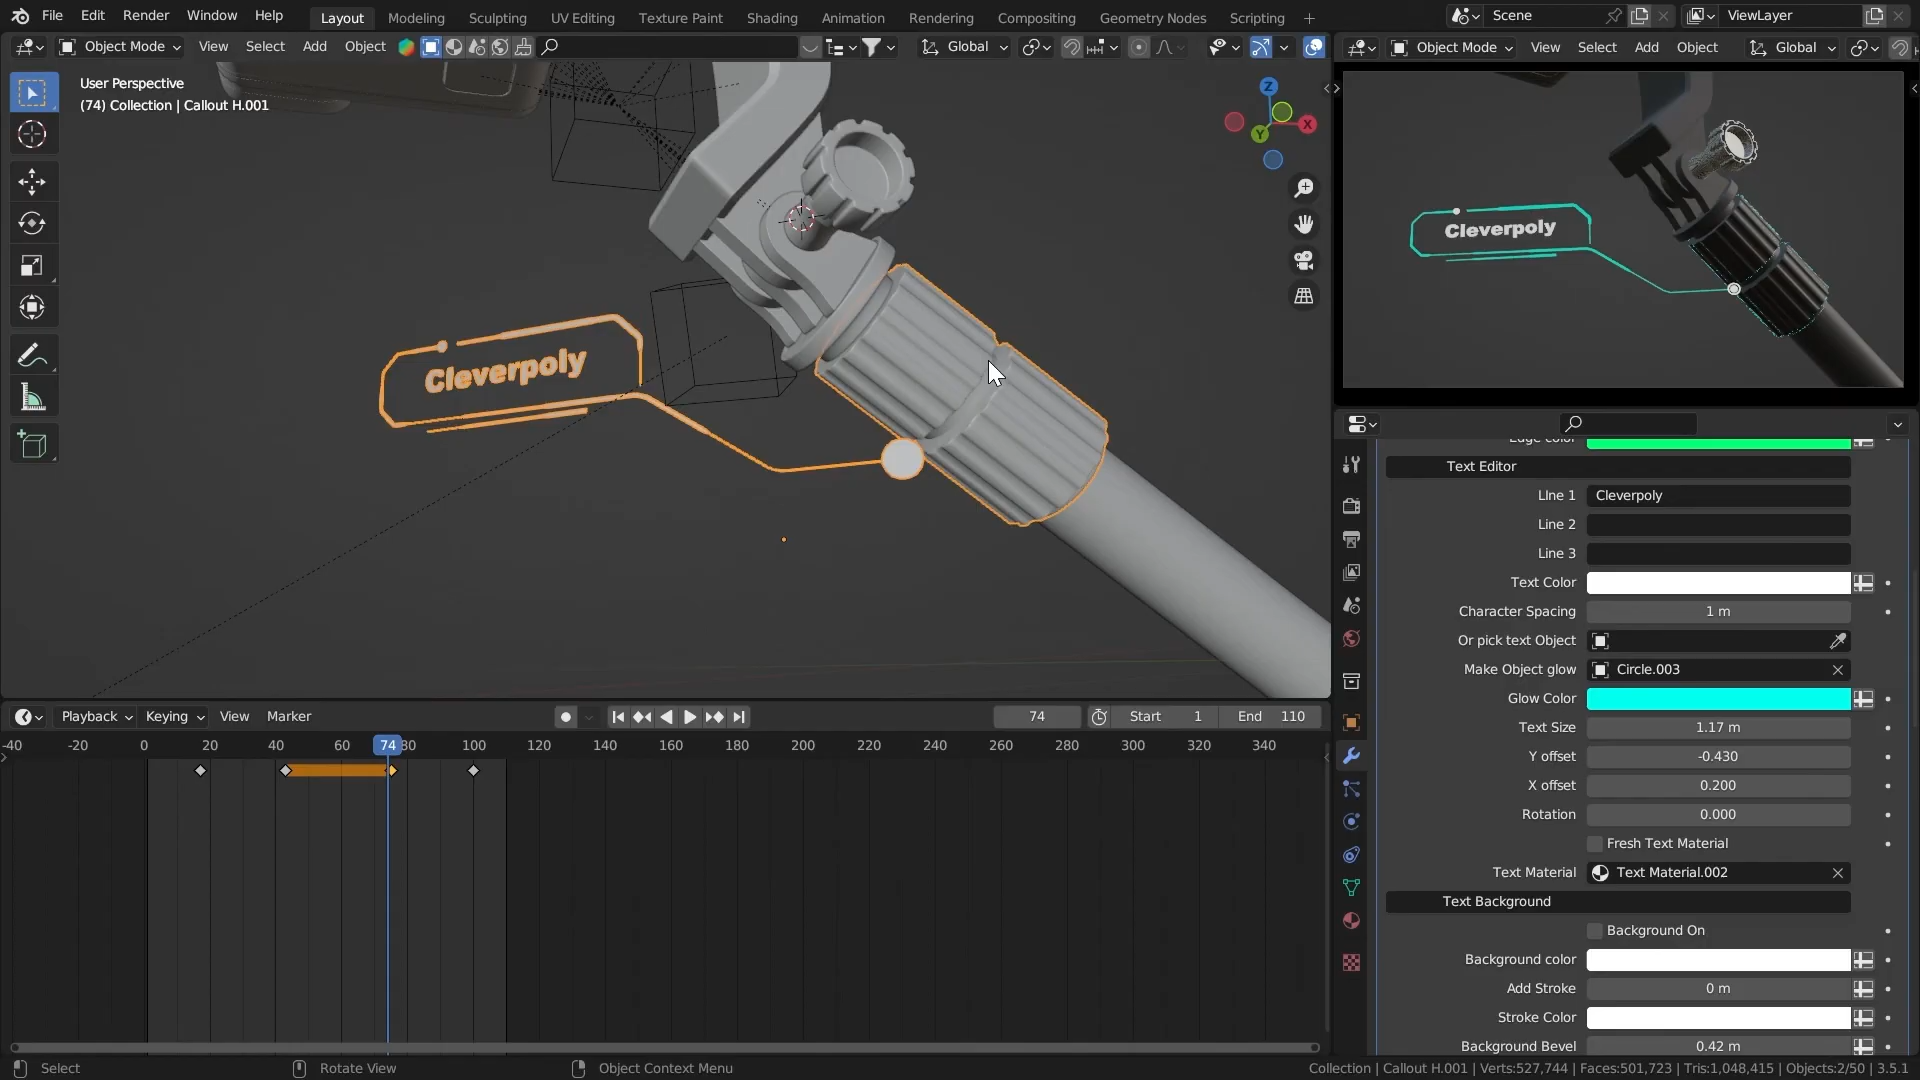 File Edit Render Window Help Layout Modeling Sculpting UV Editing Texture Paint Shading Animation Rendering Compositing Geometry Nodes Scripting Scene ViewLayer
Object Mode View Select Add Object Global Object Mode View Select Add Object Global
User Perspective
(74) Collection | Callout H.001
Z
X
Y
Cleverpoly
Cleverpoly
Text Editor
LIne 1 Cleverpoly
Line 2
Line 3
Text Color
Character Spacing 1 m
Or pick text Object
Make Object glow Circle.003
Glow Color
Text Size 1.17 m
Y offset -0.430
X offset 0.200
Rotation 0.000
Fresh Text Material
Text Material Text Material.002
Text Background
Background On
Background color
Add Stroke 0 m
Stroke Color
Background Bevel 0.42 m
Playback Keying View Marker 74 Start 1 End 110
-40 -20 0 20 40 60 74 80 100 120 140 160 180 200 220 240 260 280 300 320 340
Select Rotate View Object Context Menu Collection | Callout H.001 | Verts:527,744 | Faces:501,723 | Tris:1,048,415 | Objects:2/50 | 3.5.1